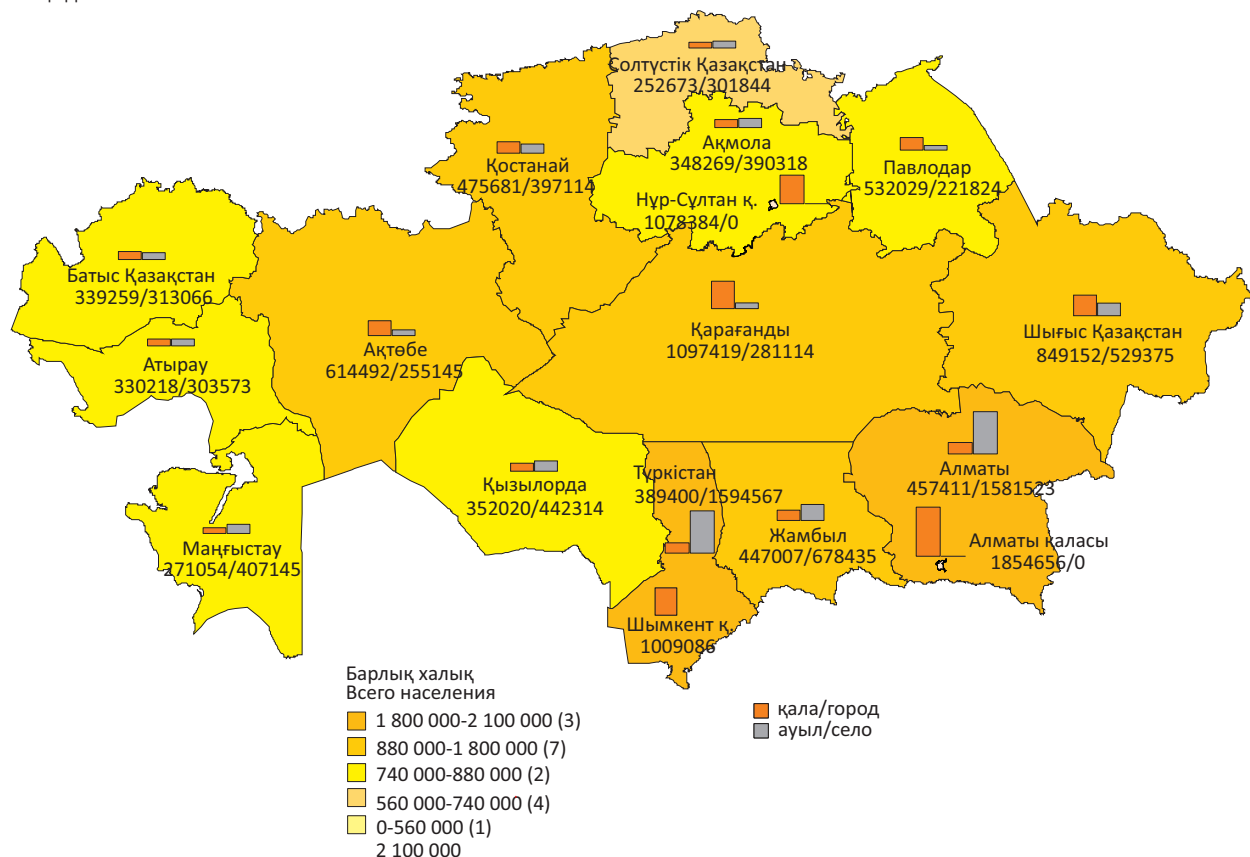 Солтүстік Қазақстан
252673/301844
Ақмола
348269/390318
Қостанай
475681/397114
Павлодар
532029/221824
Нұр-Сұлтан қ.
1078384/0
Батыс Қазақстан
339259/313066
Қарағанды
1097419/281114
Шығыс Қазақстан
849152/529375
Ақтөбе
614492/255145
Атырау
330218/303573
Түркістан
389400/1594567
Алматы
457411/1581523
Қызылорда
352020/442314
Жамбыл
447007/678435
Алматы қаласы
1854656/0
Маңғыстау
271054/407145
Шымкент қ.
1009086
Барлық халық
Всего населения
1 800 000-2 100 000 (3)
880 000-1 800 000 (7)
740 000-880 000 (2)
560 000-740 000 (4)
0-560 000 (1)
2 100 000
қала/город
ауыл/село